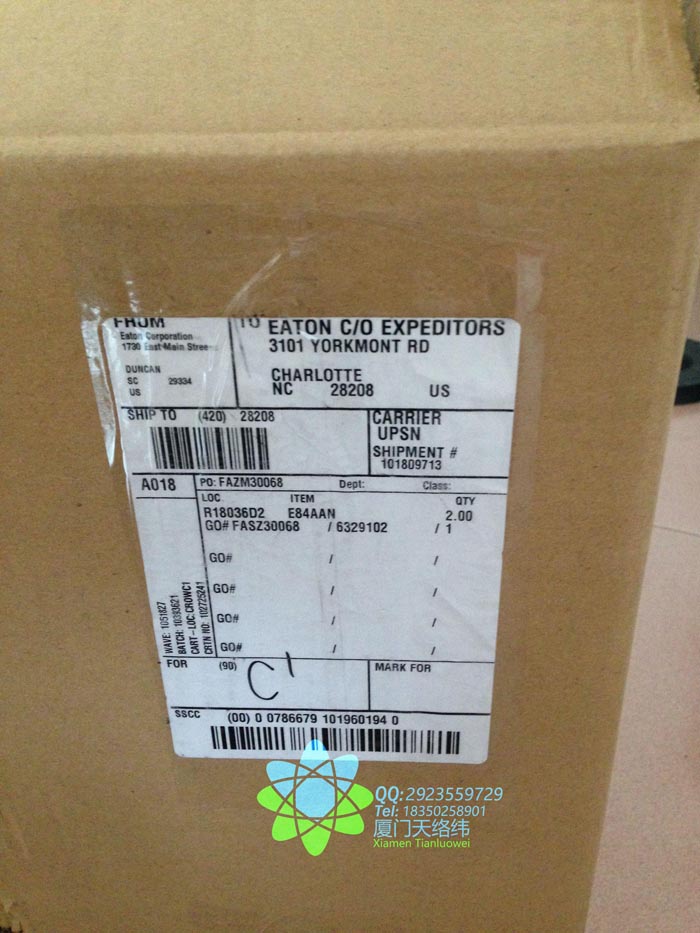 FROM
Eaton Corporation
1730 East Main Street
DUNCAN
SC 29334
US
TO EATON C/O EXPEDITORS
3101 YORKMONT RD
CHARLOTTE
NC 28208 US
SHIP TO (420) 28208
CARRIER
UPSN
SHIPMENT #
101809713
A018
PO: FAZM30068 Dept: Class:
LOC ITEM QTY
R18036D2 E84AAN 2.00
GO# FASZ30068 / 6329102 / 1
GO# / /
GO# / /
GO# / /
GO# / /
WAVE: 1051827
BATCH: 10393621
CART-LOC:CROWC1
CRTN NO: 102725241
FOR (90)
C'
MARK FOR
SSCC (00) 0 0786679 101960194 0
QQ:2923559729
Tel: 18350258901
厦门天络纬
Xiamen Tianluowei